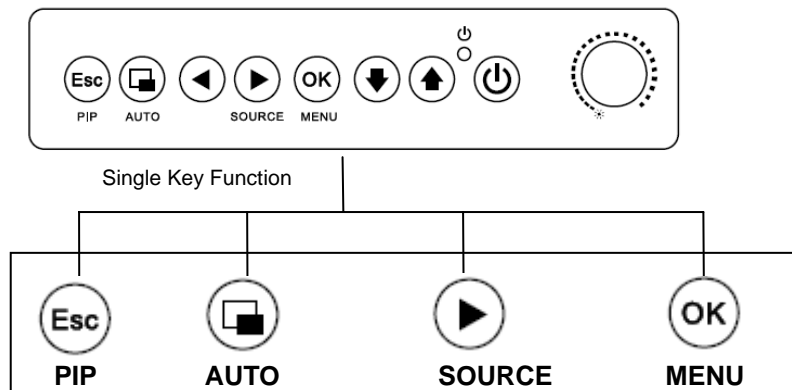 Esc OK
PIP AUTO SOURCE MENU
Single Key Function
Esc OK
PIP AUTO SOURCE MENU